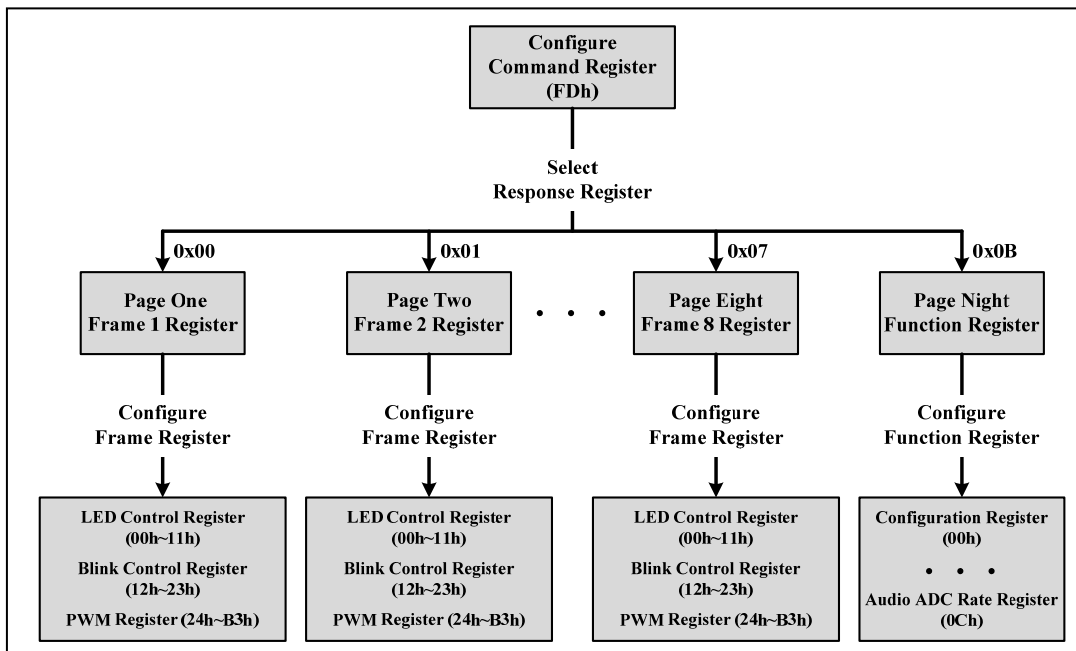 Configure
Command Register
(FDh)
Select
Response Register
0x00
0x01
0x07
0x0B
Page One
Frame 1 Register
Page Two
Frame 2 Register
• • •
Page Eight
Frame 8 Register
Page Night
Function Register
Configure
Frame Register
Configure
Frame Register
Configure
Frame Register
Configure
Function Register
LED Control Register
(00h~11h)
Blink Control Register
(12h~23h)
PWM Register (24h~B3h)
LED Control Register
(00h~11h)
Blink Control Register
(12h~23h)
PWM Register (24h~B3h)
LED Control Register
(00h~11h)
Blink Control Register
(12h~23h)
PWM Register (24h~B3h)
Configuration Register
(00h)
• • •
Audio ADC Rate Register
(0Ch)